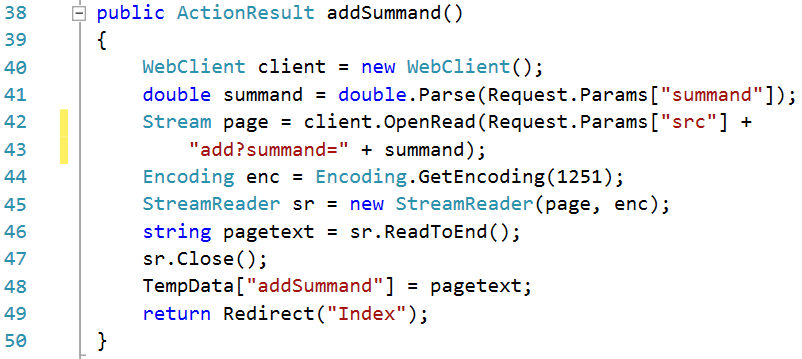 38 public ActionResult addSummand()
39 {
40 WebClient client = new WebClient();
41 double summand = double.Parse(Request.Params["summand"]);
42 Stream page = client.OpenRead(Request.Params["src"] +
43 "add?summand=" + summand);
44 Encoding enc = Encoding.GetEncoding(1251);
45 StreamReader sr = new StreamReader(page, enc);
46 string pagetext = sr.ReadToEnd();
47 sr.Close();
48 TempData["addSummand"] = pagetext;
49 return Redirect("Index");
50 }